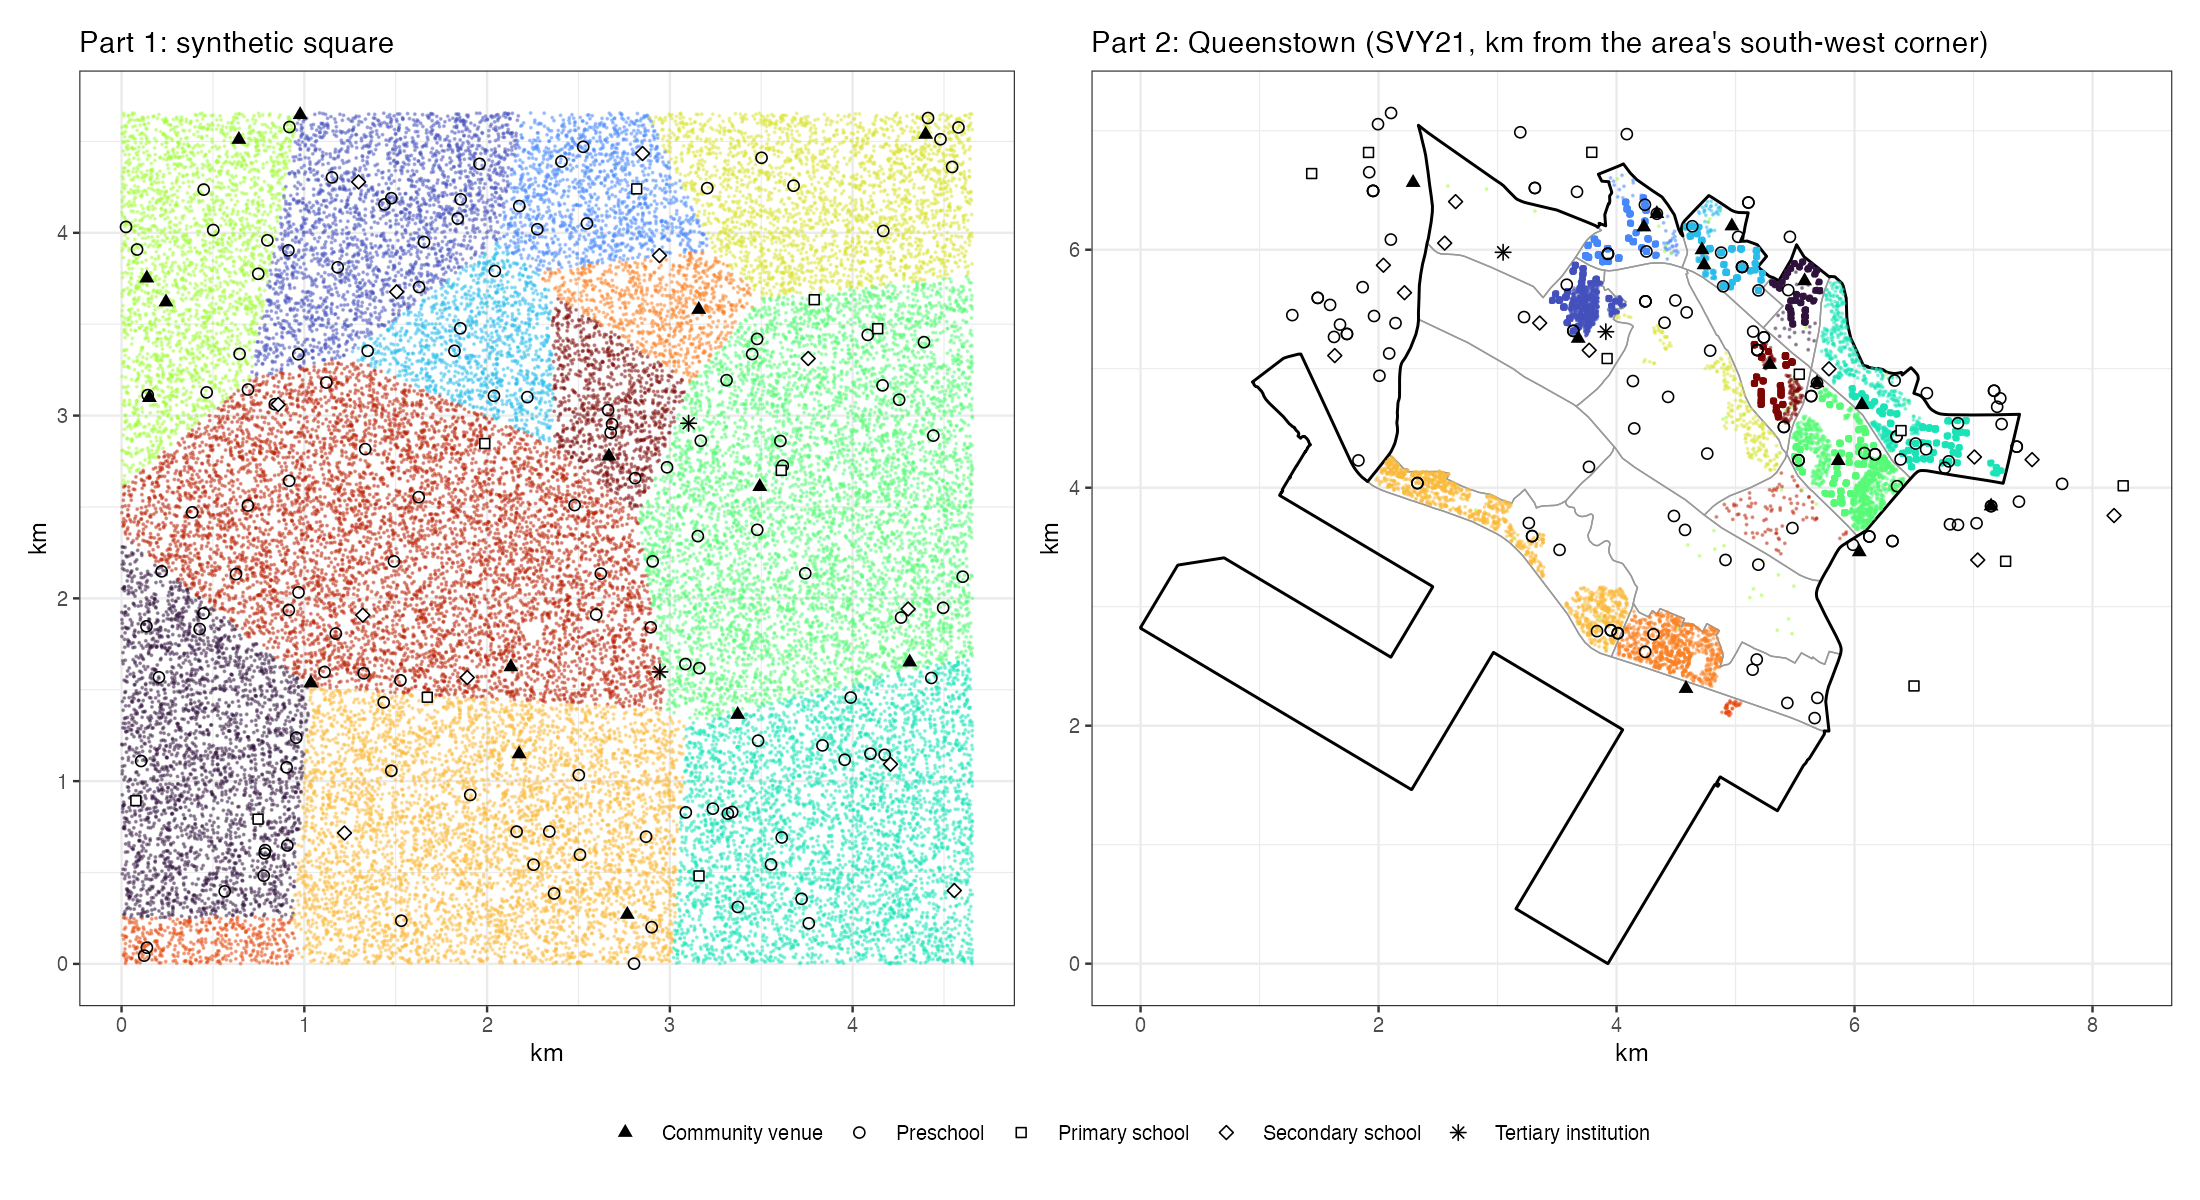 Part 1: synthetic square
Part 2: Queenstown (SVY21, km from the area's south-west corner)
4
3
2
1
0
km
0 1 2 3 4
km
6
4
2
0
km
0 2 4 6 8
km
Community venue Preschool Primary school Secondary school Tertiary institution